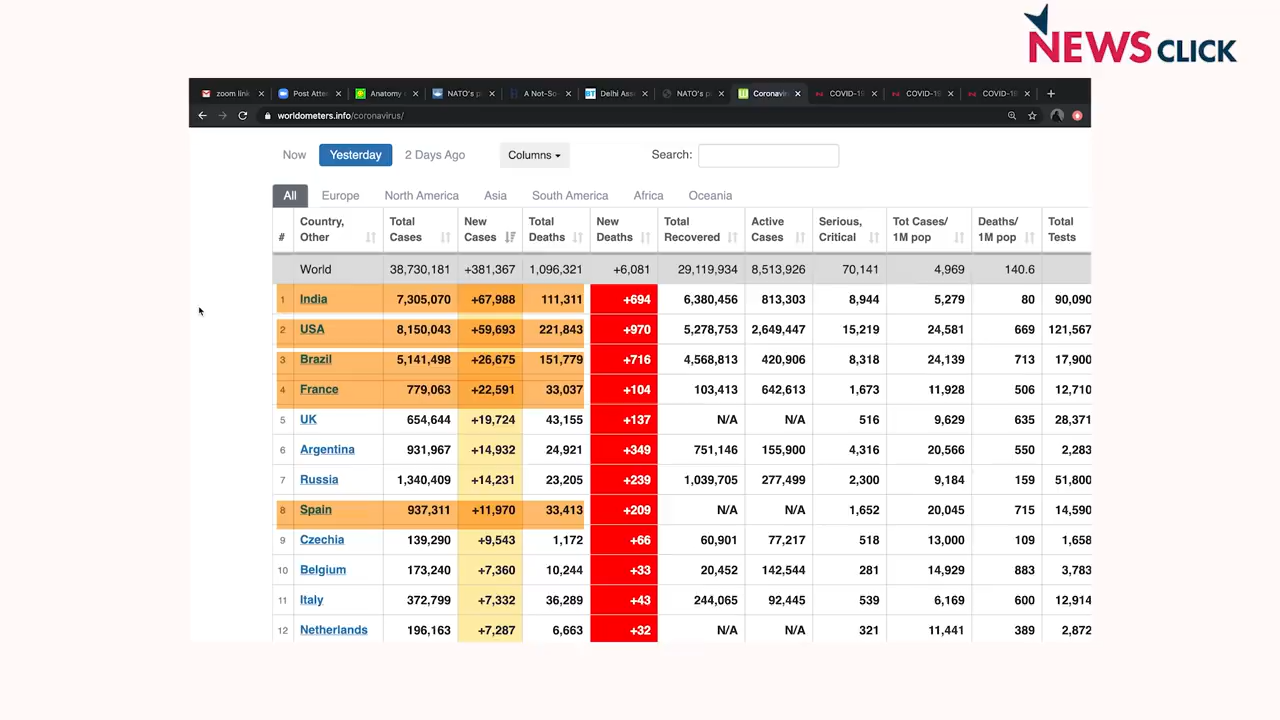 NEWS CLICK
zoom link Post Atte Anatomy NATO's p A Not-So- Delhi Ass NATO's p Coronavir COVID-19 COVID-19 COVID-19
worldometers.info/coronavirus/
Now Yesterday 2 Days Ago Columns Search:
All Europe North America Asia South America Africa Oceania
# Country, Other Total Cases New Cases Total Deaths New Deaths Total Recovered Active Cases Serious, Critical Tot Cases/ 1M pop Deaths/ 1M pop Total Tests
World 38,730,181 +381,367 1,096,321 +6,081 29,119,934 8,513,926 70,141 4,969 140.6
1 India 7,305,070 +67,988 111,311 +694 6,380,456 813,303 8,944 5,279 80 90,090
2 USA 8,150,043 +59,693 221,843 +970 5,278,753 2,649,447 15,219 24,581 669 121,567
3 Brazil 5,141,498 +26,675 151,779 +716 4,568,813 420,906 8,318 24,139 713 17,900
4 France 779,063 +22,591 33,037 +104 103,413 642,613 1,673 11,928 506 12,710
5 UK 654,644 +19,724 43,155 +137 N/A N/A 516 9,629 635 28,371
6 Argentina 931,967 +14,932 24,921 +349 751,146 155,900 4,316 20,566 550 2,283
7 Russia 1,340,409 +14,231 23,205 +239 1,039,705 277,499 2,300 9,184 159 51,800
8 Spain 937,311 +11,970 33,413 +209 N/A N/A 1,652 20,045 715 14,590
9 Czechia 139,290 +9,543 1,172 +66 60,901 77,217 518 13,000 109 1,658
10 Belgium 173,240 +7,360 10,244 +33 20,452 142,544 281 14,929 883 3,783
11 Italy 372,799 +7,332 36,289 +43 244,065 92,445 539 6,169 600 12,914
12 Netherlands 196,163 +7,287 6,663 +32 N/A N/A 321 11,441 389 2,872